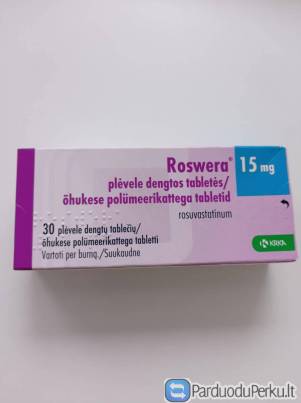 Roswera® 15 mg
plėvele dengtos tabletės/
õhukese polümeerikattega tabletid
rosuvastatinum
30 plėvele dengtų tablečių/
õhukese polümeerikattega tabletti
Vartoti per burną./Suukaudne
KRKA
ParduoduPerku.lt